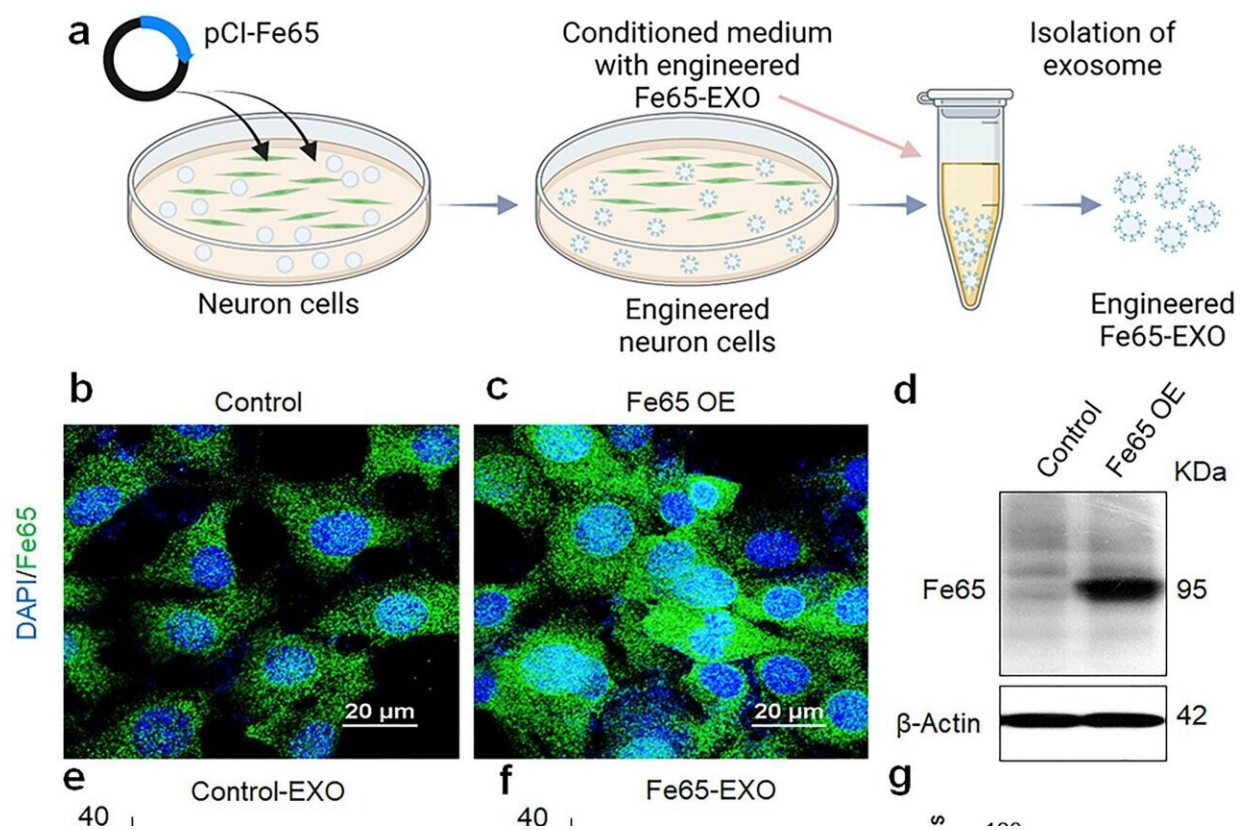 a
pCI-Fe65
Conditioned medium
with engineered
Fe65-EXO
Isolation of
exosome
Neuron cells
Engineered
neuron cells
Engineered
Fe65-EXO
b
Control
c
Fe65 OE
d
Control
Fe65 OE
KDa
DAPI/Fe65
20 µm
20 µm
Fe65
95
β-Actin
42
e
Control-EXO
40
f
Fe65-EXO
40
g